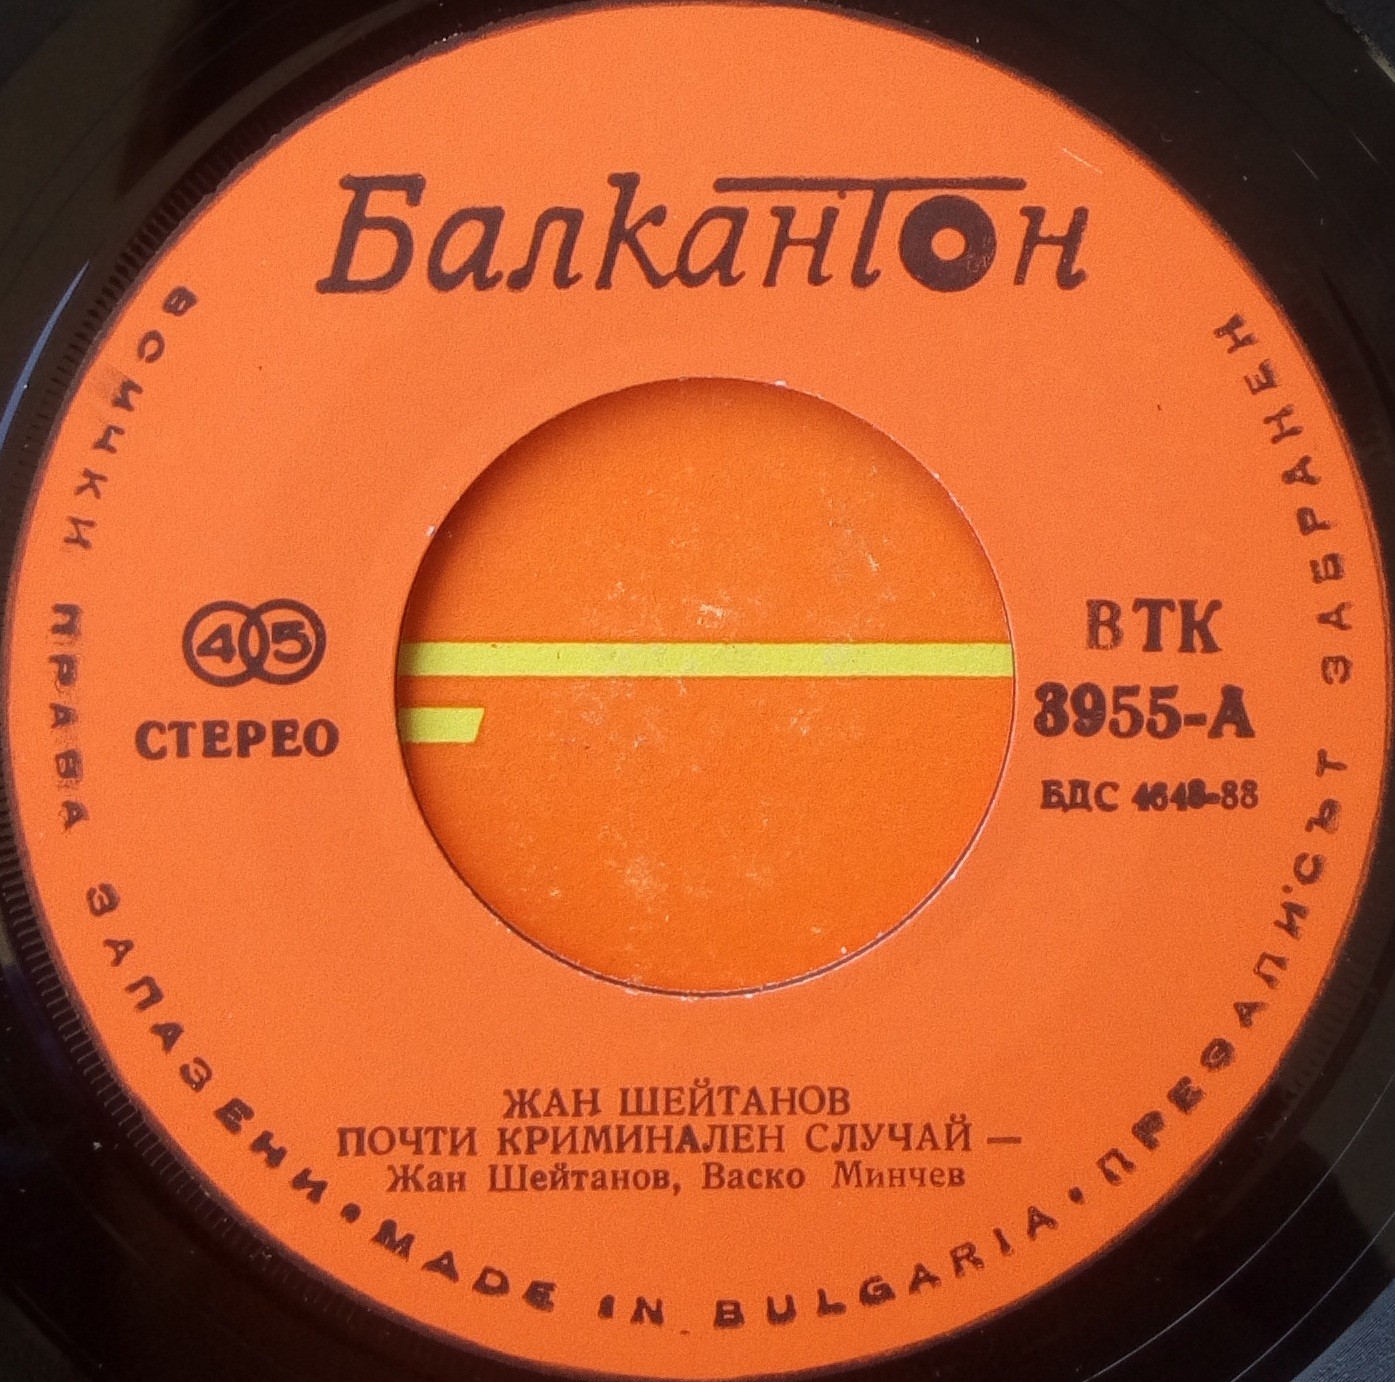 Балкантон
45
СТЕРЕО
ВТК
3955-А
БДС 4648-88
ЖАН ШЕЙТАНОВ
ПОЧТИ КРИМИНАЛЕН СЛУЧАЙ —
Жан Шейтанов, Васко Минчев
ВСИЧКИ ПРАВА ЗАПАЗЕНИ • MADE IN BULGARIA • ПРЕЗАПИСЪТ ЗАБРАНЕН